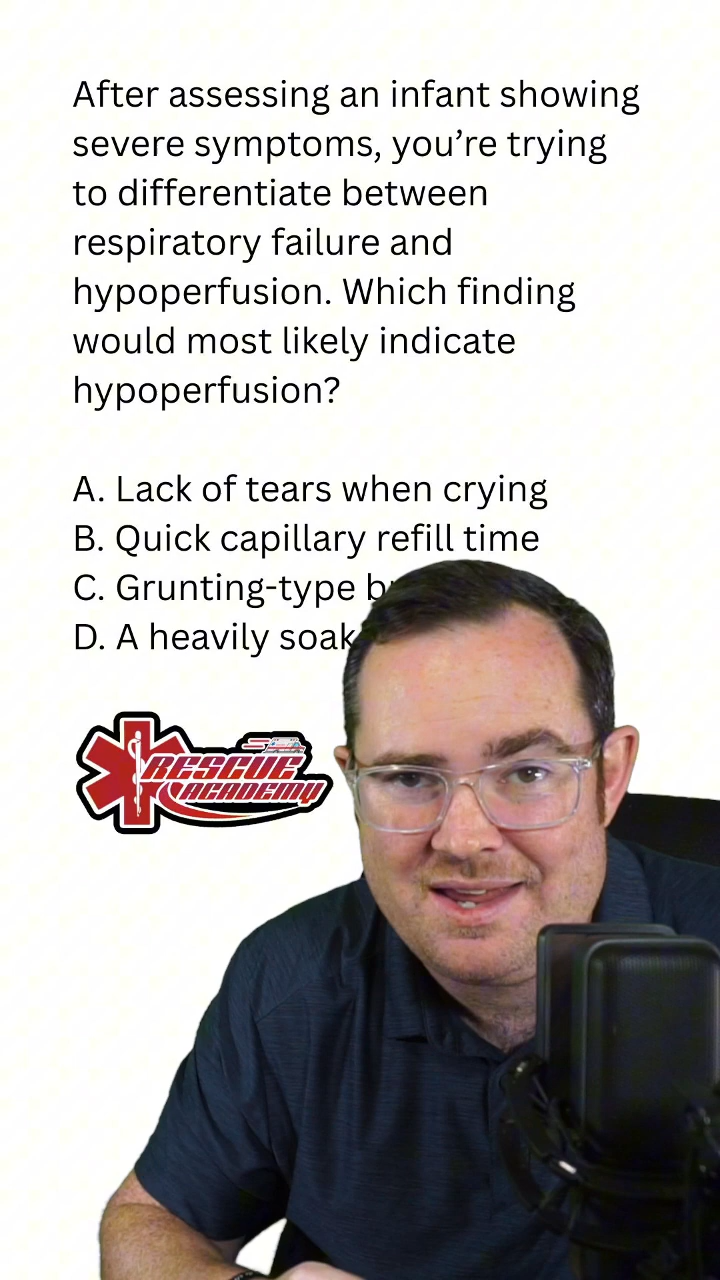 After assessing an infant showing
severe symptoms, you’re trying
to differentiate between
respiratory failure and
hypoperfusion. Which finding
would most likely indicate
hypoperfusion?
A. Lack of tears when crying
B. Quick capillary refill time
C. Grunting-type
D. A heavily
RESCUE
ACADEMY